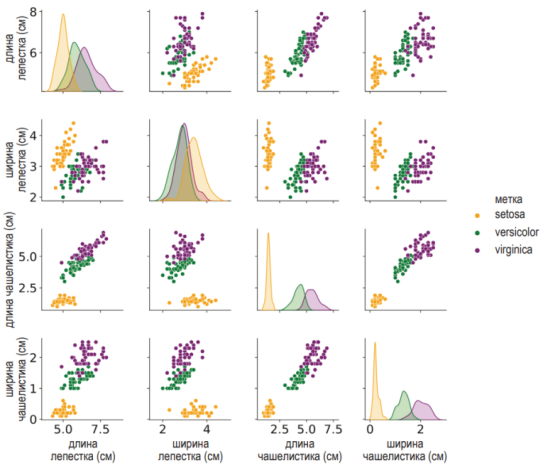 длина
лепестка (см)
8
6
ширина
лепестка (см)
4
3
2
длина чашелистика (см)
5.0
2.5
ширина
чашелистика (см)
2
1
0
5.0
7.5
длина
лепестка (см)
2
4
ширина
лепестка (см)
2.5
5.0
7.5
длина
чашелистика (см)
0
2
ширина
чашелистика (см)
метка
setosa
versicolor
virginica